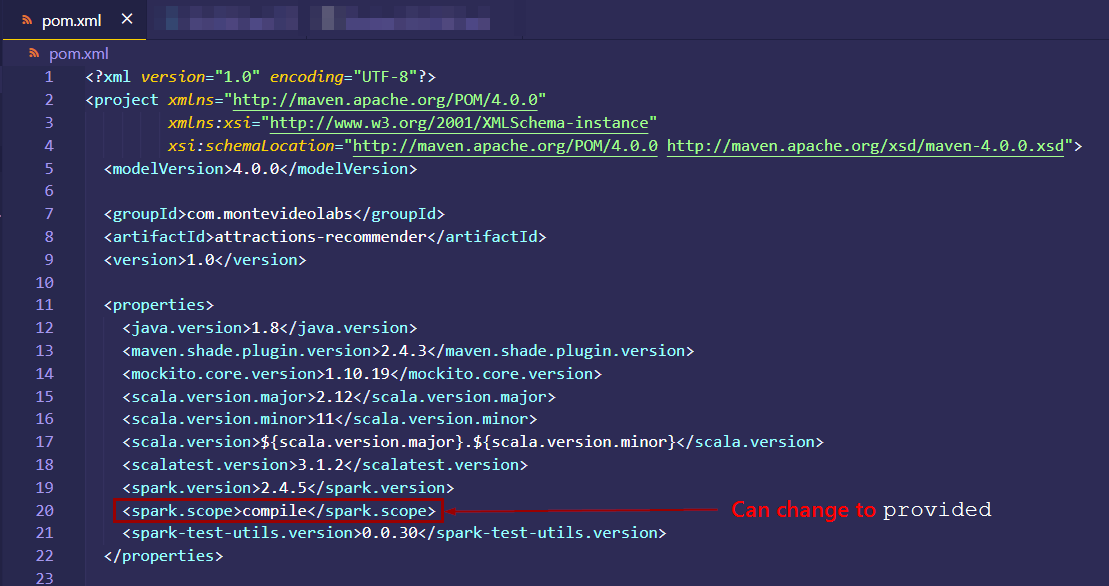 pom.xml ×
pom.xml
1 <?xml version="1.0" encoding="UTF-8"?>
2 <project xmlns="http://maven.apache.org/POM/4.0.0"
3 xmlns:xsi="http://www.w3.org/2001/XMLSchema-instance"
4 xsi:schemaLocation="http://maven.apache.org/POM/4.0.0 http://maven.apache.org/xsd/maven-4.0.0.xsd">
5 <modelVersion>4.0.0</modelVersion>
6
7 <groupId>com.montevideolabs</groupId>
8 <artifactId>attractions-recommender</artifactId>
9 <version>1.0</version>
10
11 <properties>
12 <java.version>1.8</java.version>
13 <maven.shade.plugin.version>2.4.3</maven.shade.plugin.version>
14 <mockito.core.version>1.10.19</mockito.core.version>
15 <scala.version.major>2.12</scala.version.major>
16 <scala.version.minor>11</scala.version.minor>
17 <scala.version>${scala.version.major}.${scala.version.minor}</scala.version>
18 <scalatest.version>3.1.2</scalatest.version>
19 <spark.version>2.4.5</spark.version>
20 <spark.scope>compile</spark.scope> Can change to provided
21 <spark-test-utils.version>0.0.30</spark-test-utils.version>
22 </properties>
23